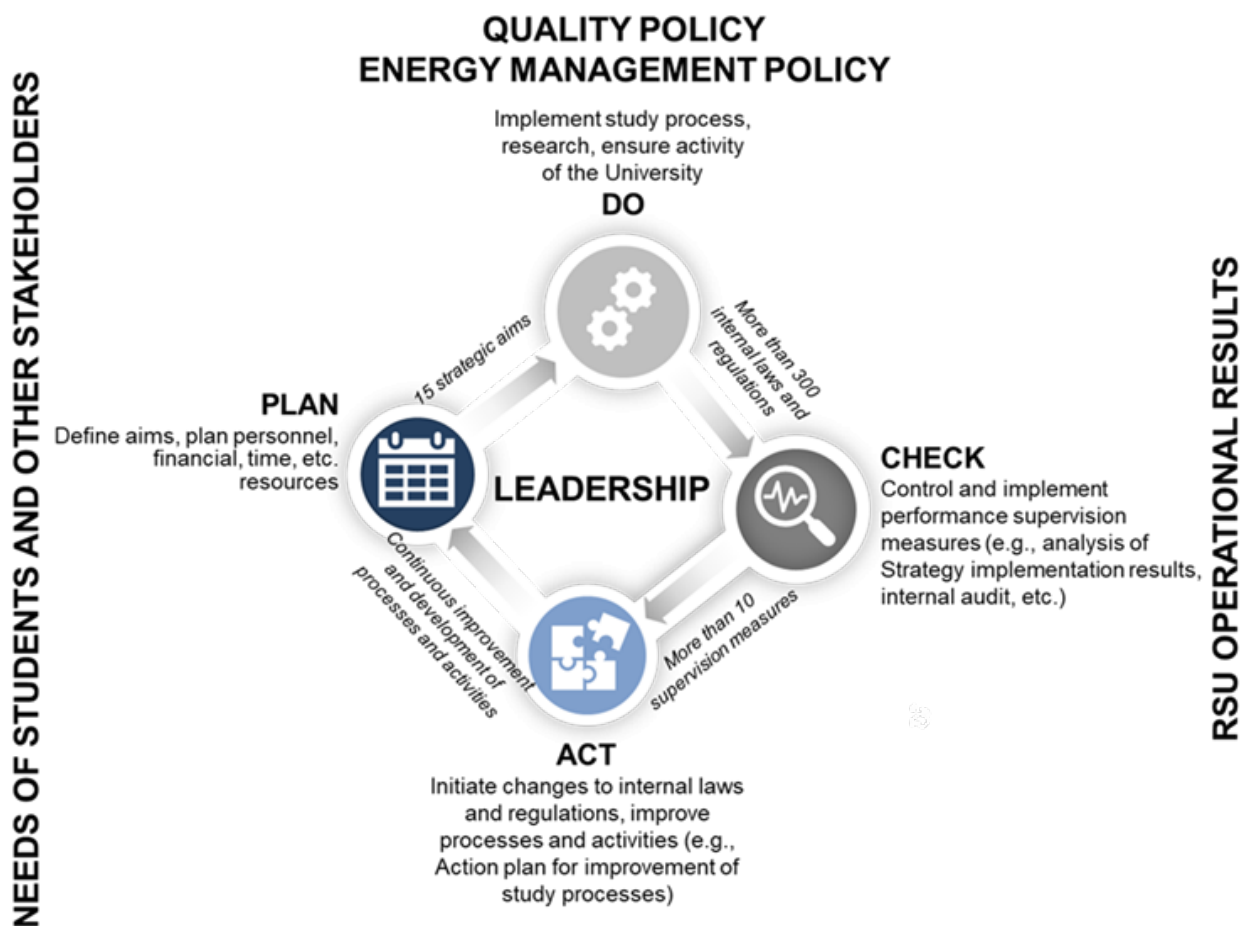 QUALITY POLICY
ENERGY MANAGEMENT POLICY
NEEDS OF STUDENTS AND OTHER STAKEHOLDERS
Implement study process,
research, ensure activity
of the University
DO
15 strategic aims
More than 300
internal laws and
regulations
PLAN
Define aims, plan personnel,
financial, time, etc.
resources
LEADERSHIP
CHECK
Control and implement
performance supervision
measures (e.g., analysis of
Strategy implementation results,
internal audit, etc.)
RSU OPERATIONAL RESULTS
Continuous improvement
and development of
processes and activities
More than 10
supervision measures
ACT
Initiate changes to internal laws
and regulations, improve
processes and activities (e.g.,
Action plan for improvement of
study processes)